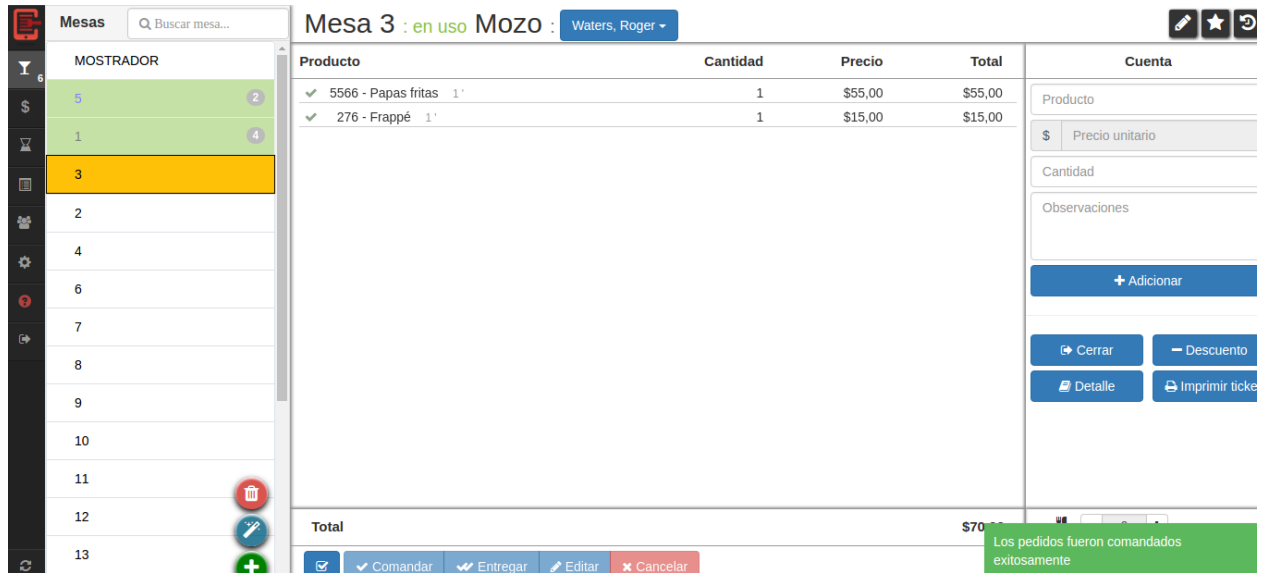 Mesas
Buscar mesa...
Mesa 3 : en uso Mozo : Waters, Roger
MOSTRADOR
5 2
1 4
3
2
4
6
7
8
9
10
11
12
13
6
Producto Cantidad Precio Total
5566 - Papas fritas 1 ' 1 $55,00 $55,00
276 - Frappé 1 ' 1 $15,00 $15,00
Total
Comandar Entregar Editar Cancelar
Cuenta
Producto
$ Precio unitario
Cantidad
Observaciones
Adicionar
Cerrar Descuento
Detalle Imprimir ticke
Los pedidos fueron comandados
exitosamente